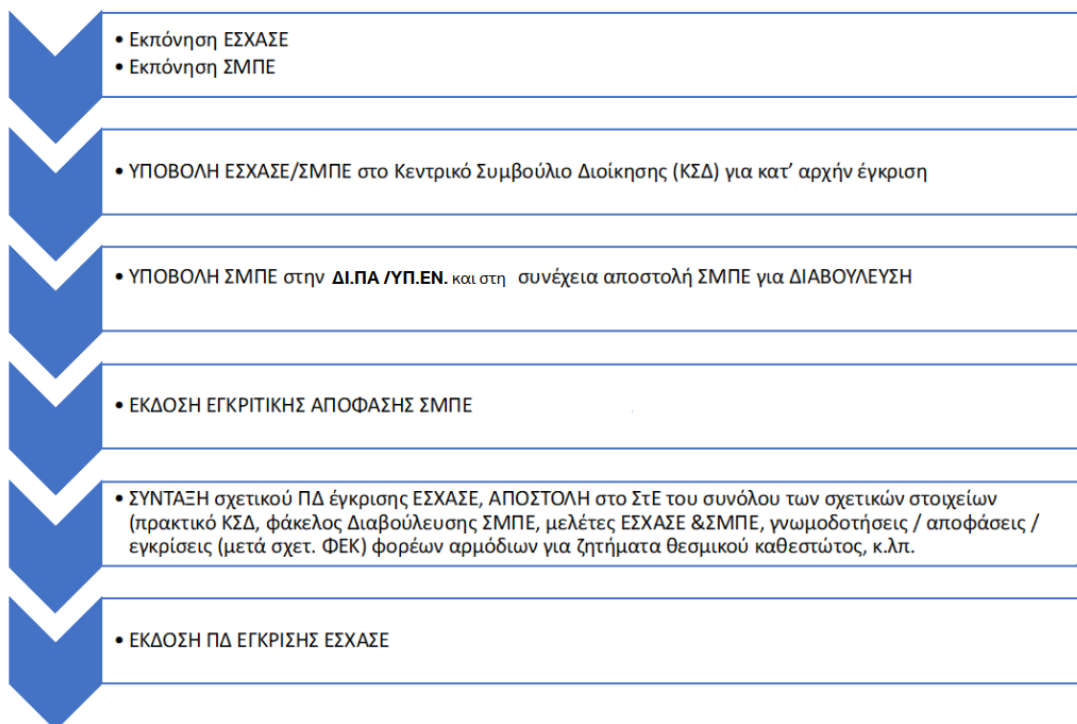 • Εκπόνηση ΕΣΧΑΣΕ
• Εκπόνηση ΣΜΠΕ
• ΥΠΟΒΟΛΗ ΕΣΧΑΣΕ/ΣΜΠΕ στο Κεντρικό Συμβούλιο Διοίκησης (ΚΣΔ) για κατ’ αρχήν έγκριση
• ΥΠΟΒΟΛΗ ΣΜΠΕ στην ΔΙ.ΠΑ /ΥΠ.ΕΝ. και στη συνέχεια αποστολή ΣΜΠΕ για ΔΙΑΒΟΥΛΕΥΣΗ
• ΕΚΔΟΣΗ ΕΓΚΡΙΤΙΚΗΣ ΑΠΟΦΑΣΗΣ ΣΜΠΕ
• ΣΥΝΤΑΞΗ σχετικού ΠΔ έγκρισης ΕΣΧΑΣΕ, ΑΠΟΣΤΟΛΗ στο ΣτΕ του συνόλου των σχετικών στοιχείων
(πρακτικό ΚΣΔ, φάκελος Διαβούλευσης ΣΜΠΕ, μελέτες ΕΣΧΑΣΕ &ΣΜΠΕ, γνωμοδοτήσεις / αποφάσεις /
εγκρίσεις (μετά σχετ. ΦΕΚ) φορέων αρμόδιων για ζητήματα θεσμικού καθεστώτος, κ.λπ.
• ΕΚΔΟΣΗ ΠΔ ΕΓΚΡΙΣΗΣ ΕΣΧΑΣΕ